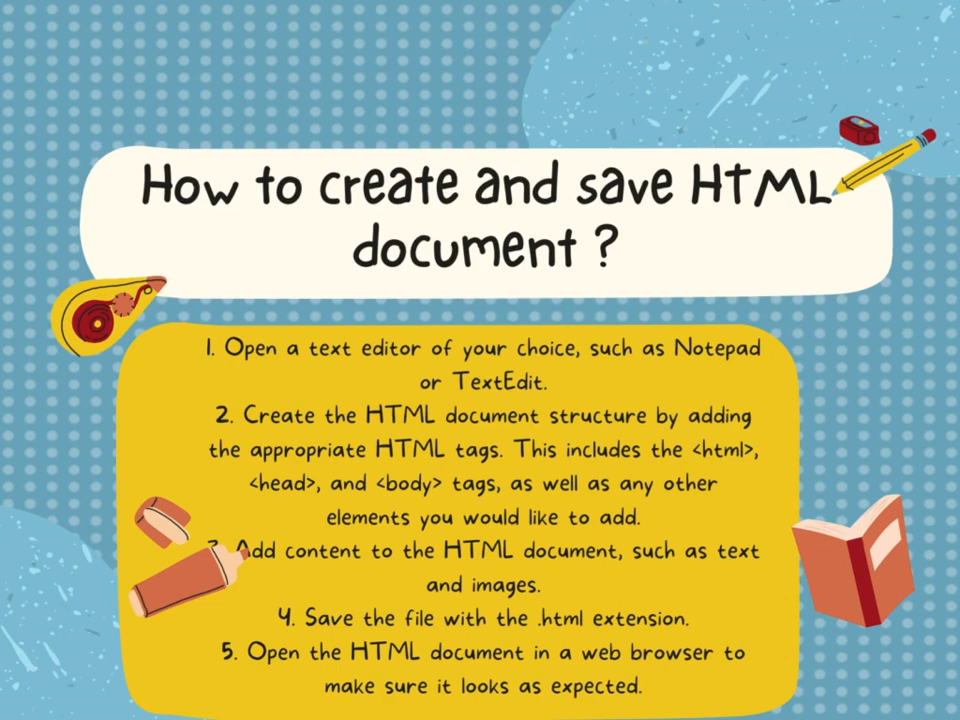 How to create and save HTML
document ?
1. Open a text editor of your choice, such as Notepad
or TextEdit.
2. Create the HTML document structure by adding
the appropriate HTML tags. This includes the <html>,
<head>, and <body> tags, as well as any other
elements you would like to add.
3. Add content to the HTML document, such as text
and images.
4. Save the file with the .html extension.
5. Open the HTML document in a web browser to
make sure it looks as expected.